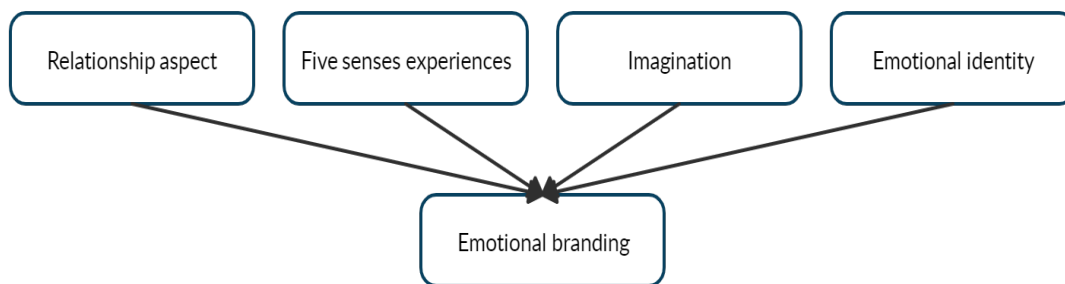 Relationship aspect
Five senses experiences
Imagination
Emotional identity
Emotional branding